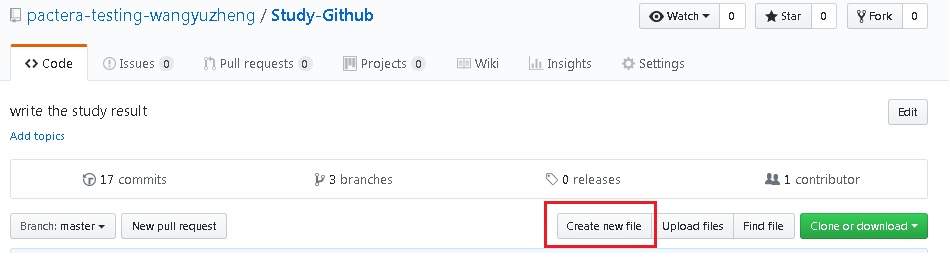 pactera-testing-wangyuzheng / Study-Github Watch 0 Star 0 Fork 0
Code Issues 0 Pull requests 0 Projects 0 Wiki Insights Settings
write the study result Edit
Add topics
17 commits 3 branches 0 releases 1 contributor
Branch: master New pull request Create new file Upload files Find file Clone or download